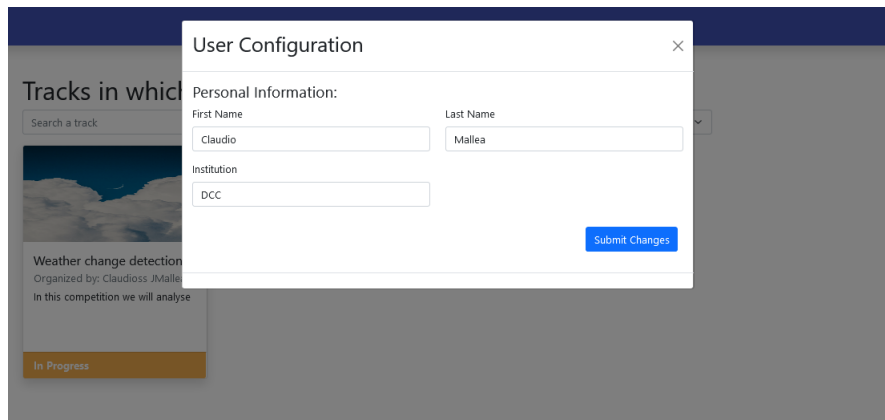 User Configuration
Tracks in which
Search a track
Personal Information:
First Name
Last Name
Claudio
Mallea
Institution
DCC
Submit Changes
Weather change detection
Organized by: Claudioss JMalle
In this competition we will analyse
In Progress